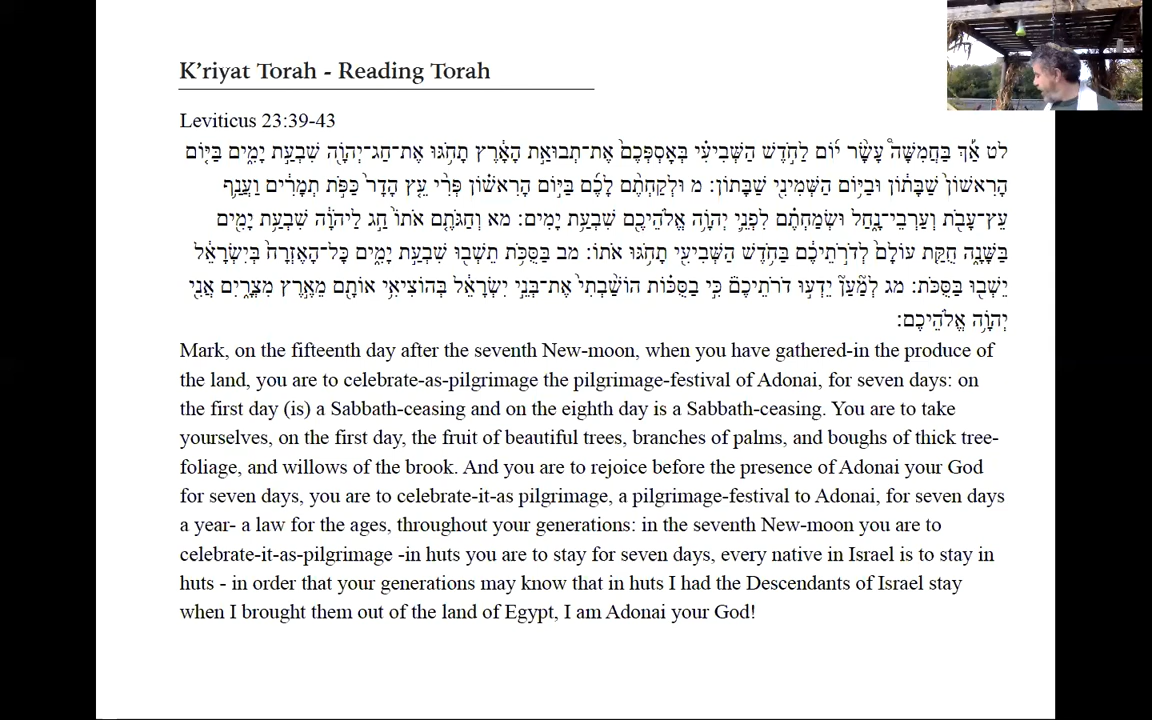 K’riyat Torah - Reading Torah
Leviticus 23:39-43
לט אַ֡ךְ בַּחֲמִשָּׁה֩ עָשָׂ֨ר י֜וֹם לַחֹ֣דֶשׁ הַשְּׁבִיעִ֗י בְּאָסְפְּכֶם֙ אֶת־תְּבוּאַ֣ת הָאָ֔רֶץ תָּחֹ֥גּוּ אֶת־חַג־יְהוָ֖ה שִׁבְעַ֣ת יָמִ֑ים בַּיּ֤וֹם
הָֽרִאשׁוֹן֙ שַׁבָּת֔וֹן וּבַיּ֥וֹם הַשְּׁמִינִ֖י שַׁבָּתֽוֹן׃ מ וּלְקַחְתֶּ֨ם לָכֶ֜ם בַּיּ֣וֹם הָרִאשׁ֗וֹן פְּרִ֨י עֵ֤ץ הָדָר֙ כַּפֹּ֣ת תְּמָרִ֔ים וַעֲנַ֥ף
עֵץ־עָבֹ֖ת וְעַרְבֵי־נָ֑חַל וּשְׂמַחְתֶּ֗ם לִפְנֵ֛י יְהוָ֥ה אֱלֹהֵיכֶ֖ם שִׁבְעַ֥ת יָמִֽים׃ מא וְחַגֹּתֶ֤ם אֹתוֹ֙ חַ֣ג לַֽיהוָ֔ה שִׁבְעַ֥ת יָמִ֖ים
בַּשָּׁנָ֑ה חֻקַּ֤ת עוֹלָם֙ לְדֹרֹ֣תֵיכֶ֔ם בַּחֹ֥דֶשׁ הַשְּׁבִיעִ֖י תָּחֹ֥גּוּ אֹתֽוֹ׃ מב בַּסֻּכֹּ֥ת תֵּשְׁב֖וּ שִׁבְעַ֣ת יָמִ֑ים כָּל־הָֽאֶזְרָח֙ בְּיִשְׂרָאֵ֔ל
יֵשְׁב֖וּ בַּסֻּכֹּֽת׃ מג לְמַעַן֮ יֵדְע֣וּ דֹרֹֽתֵיכֶם֒ כִּ֣י בַסֻּכּ֗וֹת הוֹשַׁ֙בְתִּי֙ אֶת־בְּנֵ֣י יִשְׂרָאֵ֔ל בְּהוֹצִיאִ֥י אוֹתָ֖ם מֵאֶ֣רֶץ מִצְרָ֑יִם אֲנִ֖י
יְהוָ֥ה אֱלֹהֵיכֶֽם׃
Mark, on the fifteenth day after the seventh New-moon, when you have gathered-in the produce of
the land, you are to celebrate-as-pilgrimage the pilgrimage-festival of Adonai, for seven days: on
the first day (is) a Sabbath-ceasing and on the eighth day is a Sabbath-ceasing. You are to take
yourselves, on the first day, the fruit of beautiful trees, branches of palms, and boughs of thick tree-
foliage, and willows of the brook. And you are to rejoice before the presence of Adonai your God
for seven days, you are to celebrate-it-as pilgrimage, a pilgrimage-festival to Adonai, for seven days
a year- a law for the ages, throughout your generations: in the seventh New-moon you are to
celebrate-it-as-pilgrimage -in huts you are to stay for seven days, every native in Israel is to stay in
huts - in order that your generations may know that in huts I had the Descendants of Israel stay
when I brought them out of the land of Egypt, I am Adonai your God!